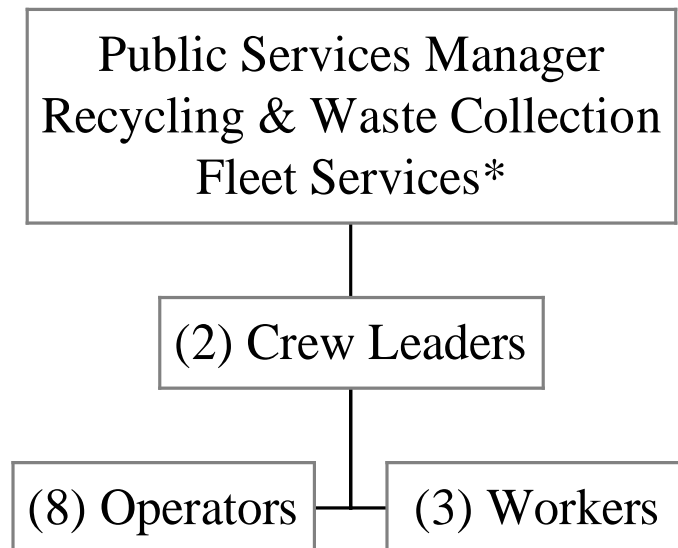 Public Services Manager
Recycling & Waste Collection
Fleet Services*
(2) Crew Leaders
(8) Operators
(3) Workers